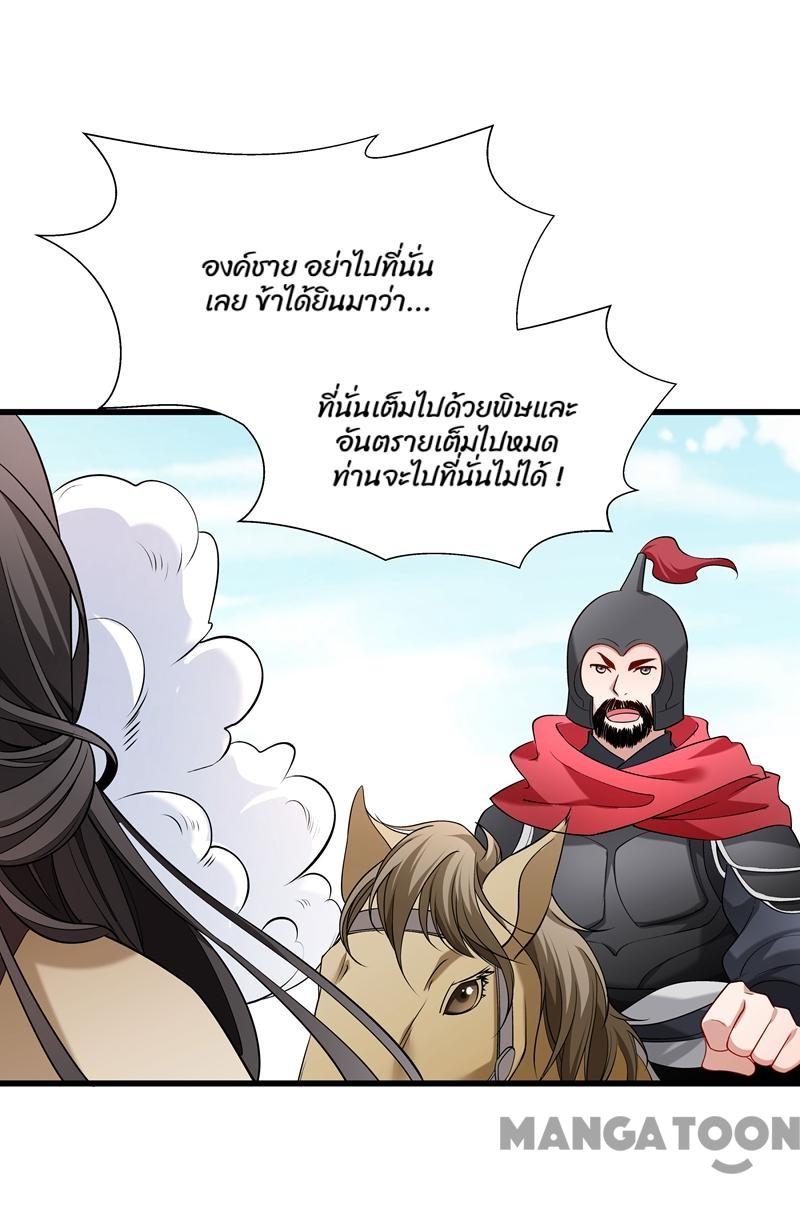 องค์ชาย อย่าไปที่นั่น
เลย ข้าได้ยินมาว่า...
ที่นั่นเต็มไปด้วยพิษและ
อันตรายเต็มไปหมด
ท่านจะไปที่นั่นไม่ได้ !
MANGATOON